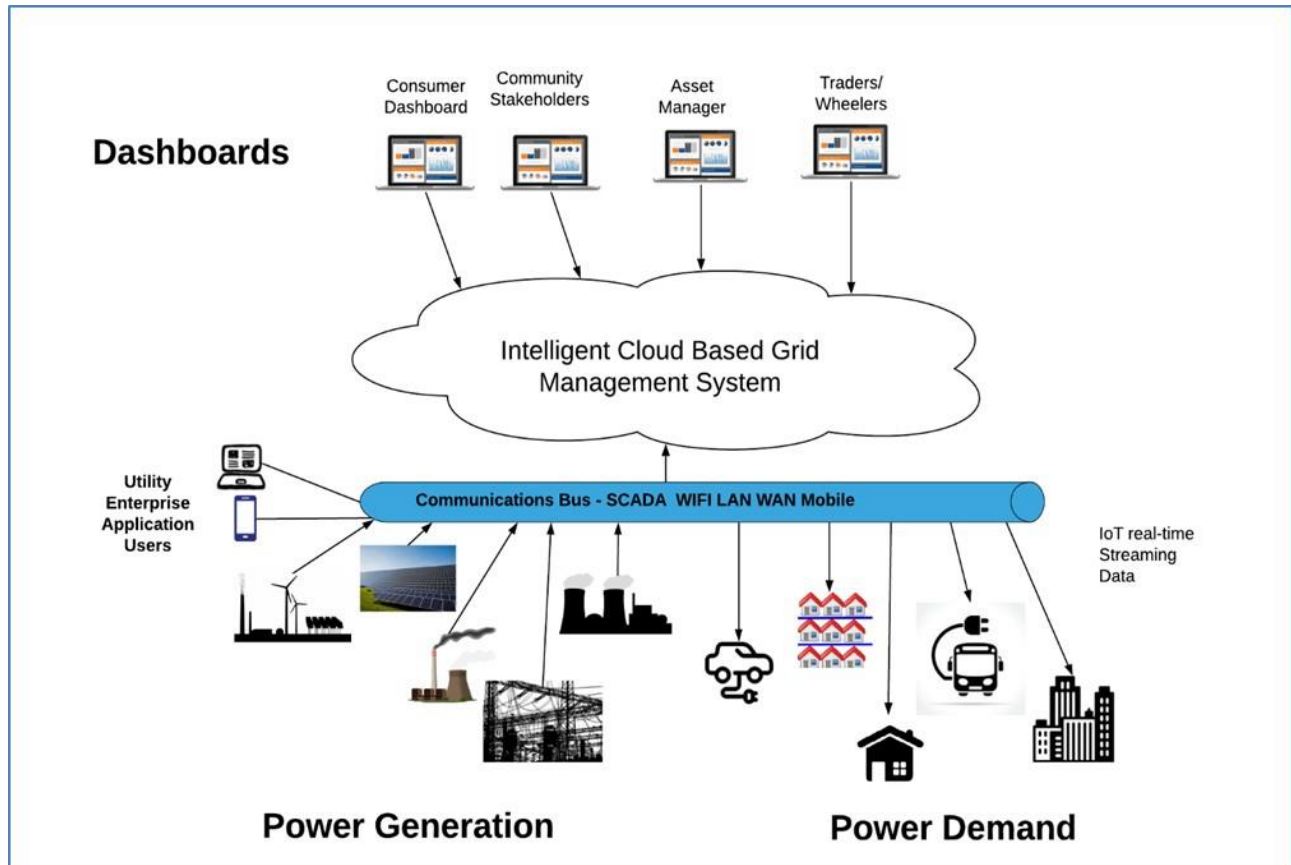 Consumer
Dashboard
Community
Stakeholders
Asset
Manager
Traders/
Wheelers
Dashboards
Intelligent Cloud Based Grid
Management System
Utility
Enterprise
Application
Users
Communications Bus - SCADA  WIFI LAN WAN Mobile
IoT real-time
Streaming
Data
Power Generation
Power Demand